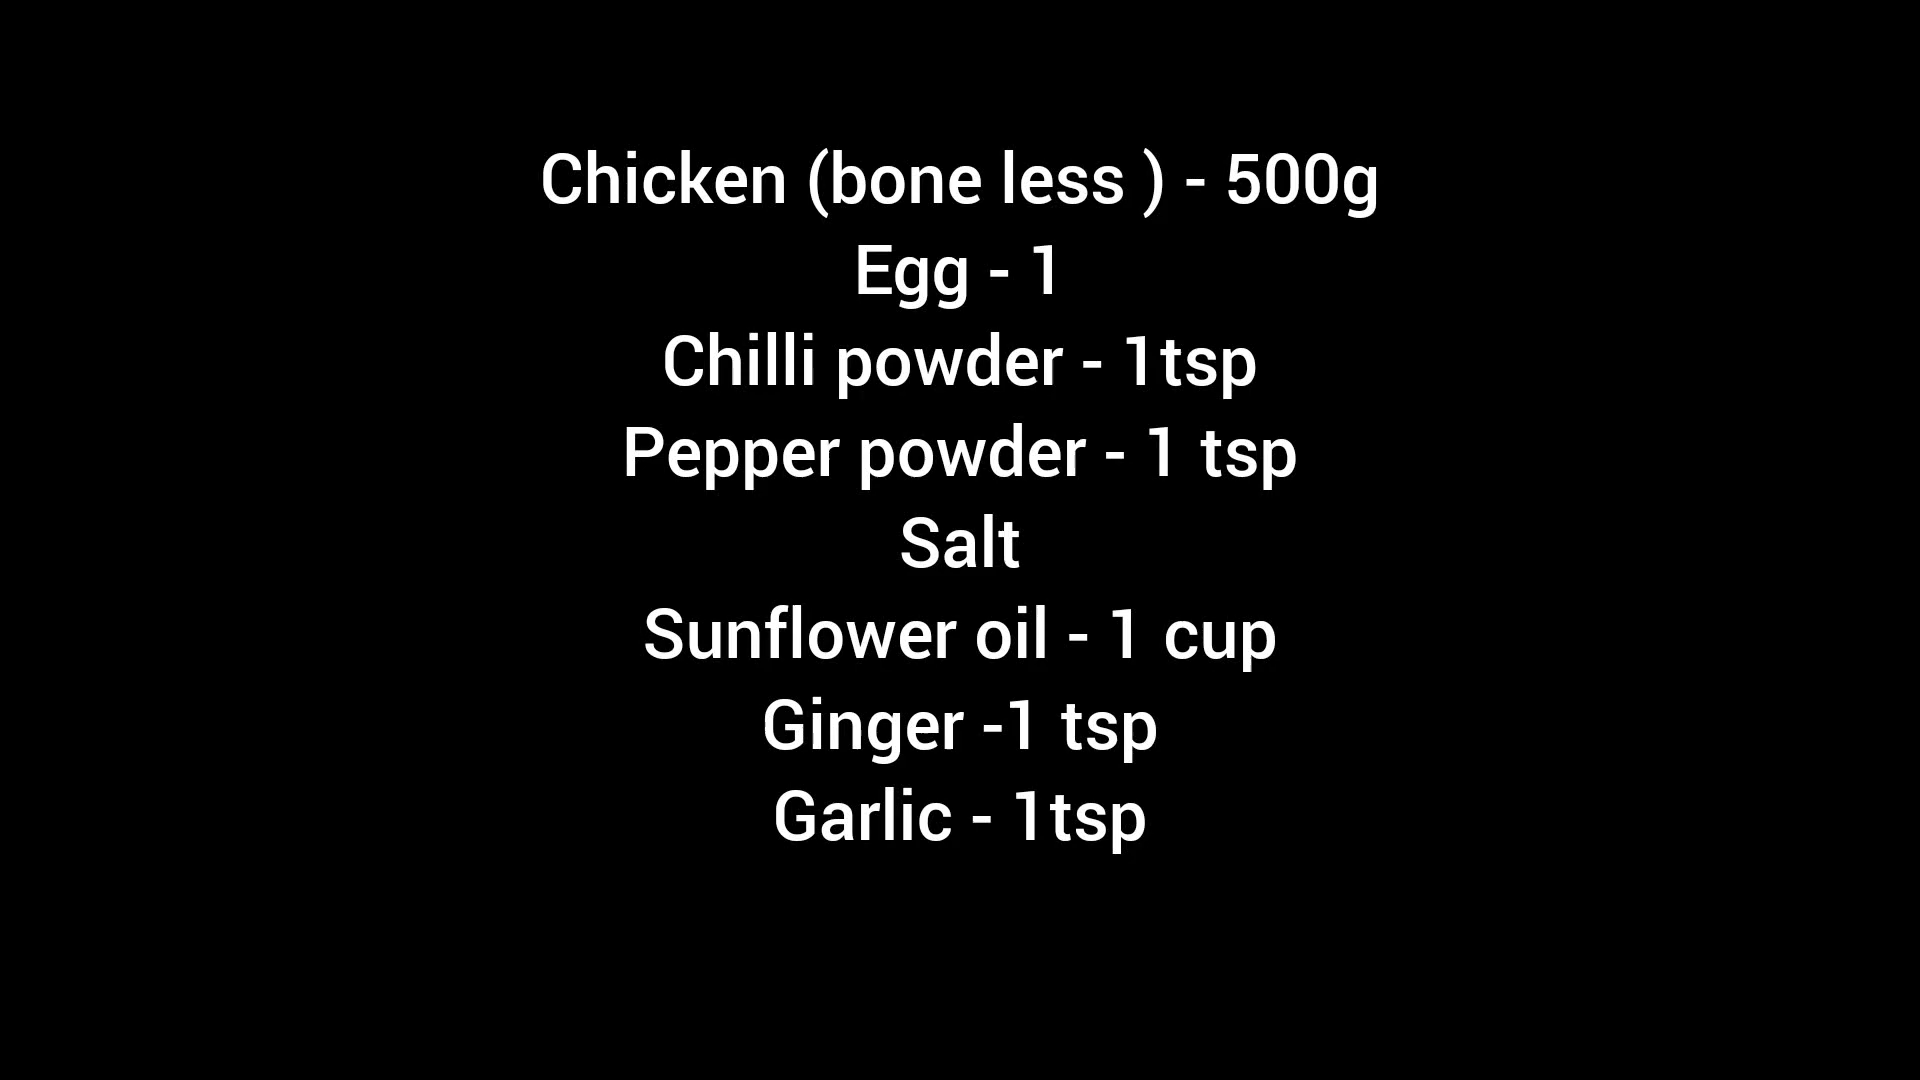 Chicken (bone less ) - 500g
Egg - 1
Chilli powder - 1tsp
Pepper powder - 1 tsp
Salt
Sunflower oil - 1 cup
Ginger -1 tsp
Garlic - 1tsp